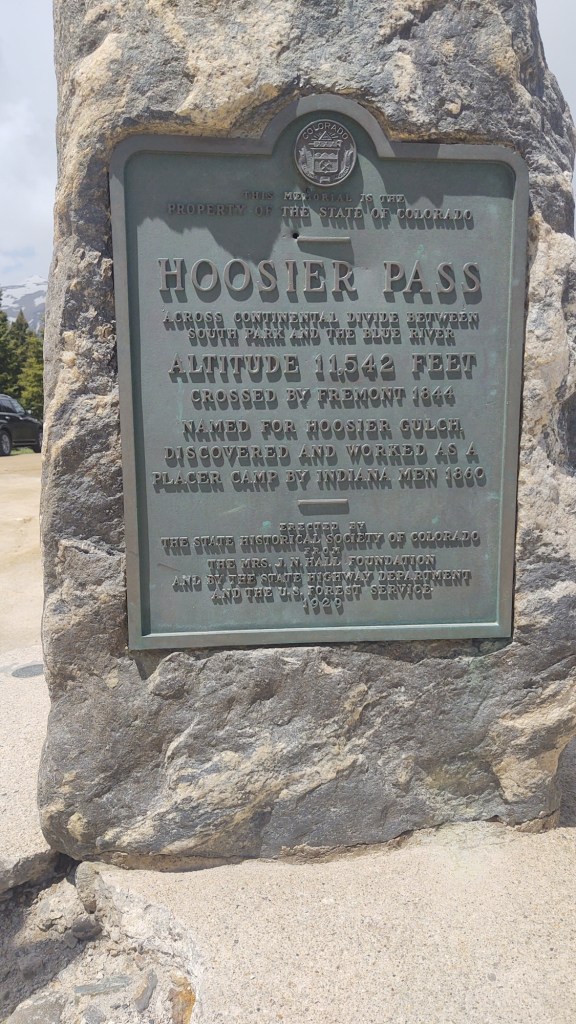 COLORADO
THIS MEMORIAL IS THE
PROPERTY OF THE STATE OF COLORADO
HOOSIER PASS
ACROSS CONTINENTAL DIVIDE BETWEEN
SOUTH PARK AND THE BLUE RIVER
ALTITUDE 11,542 FEET
CROSSED BY FREMONT 1844
NAMED FOR HOOSIER GULCH,
DISCOVERED AND WORKED AS A
PLACER CAMP BY INDIANA MEN 1860
ERECTED BY
THE STATE HISTORICAL SOCIETY OF COLORADO
FROM
THE MRS. J. N. HALL FOUNDATION
AND BY THE STATE HIGHWAY DEPARTMENT
AND THE U.S. FOREST SERVICE
1929